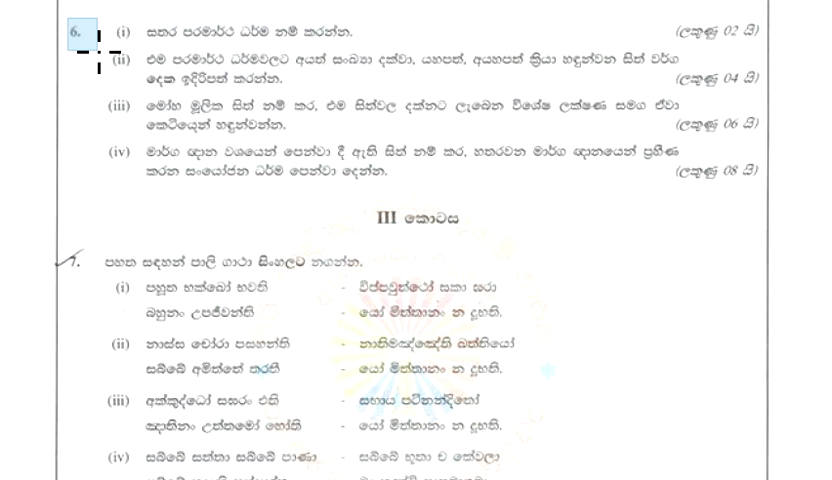 6. (i) සතර පරමාර්ථ ධර්ම නම් කරන්න. (ලකුණු 02 යි)
(ii) එම පරමාර්ථ ධර්මවලට අයත් සංඛ්‍යා දක්වා, යහපත්, අයහපත් ක්‍රියා හඳුන්වන සිත් වර්ග
දෙක ඉදිරිපත් කරන්න. (ලකුණු 04 යි)
(iii) මෝහ මූලික සිත් නම් කර, එම සිත්වල දක්නට ලැබෙන විශේෂ ලක්ෂණ සමග ඒවා
කෙටියෙන් හඳුන්වන්න. (ලකුණු 06 යි)
(iv) මාර්ග ඥාන වශයෙන් පෙන්වා දී ඇති සිත් නම් කර, හතරවන මාර්ග ඥානයෙන් ප්‍රහීණ
කරන සංයෝජන ධර්ම පෙන්වා දෙන්න. (ලකුණු 08 යි)
III කොටස
7. පහත සඳහන් පාලි ගාථා සිංහලට නගන්න.
(i) පහූත භක්ඛෝ භවති - විප්පවුත්ථෝ සකා ඝරා
බහූනං උපජීවන්ති - යෝ මිත්තානං න දූභති.
(ii) නාස්ස චෝරා පසහන්ති - නාතිමඤ්ඤේති ඛත්තියෝ
සබ්බේ අමිත්තේ තරතී - යෝ මිත්තානං න දූභති.
(iii) අක්කුද්ධෝ සඝරං එති - සභාය පටිනන්දිතෝ
ඤාතිනං උත්තමෝ හෝති - යෝ මිත්තානං න දූභති.
(iv) සබ්බේ සත්තා සබ්බේ පාණා - සබ්බේ භූතා ච කේවලා